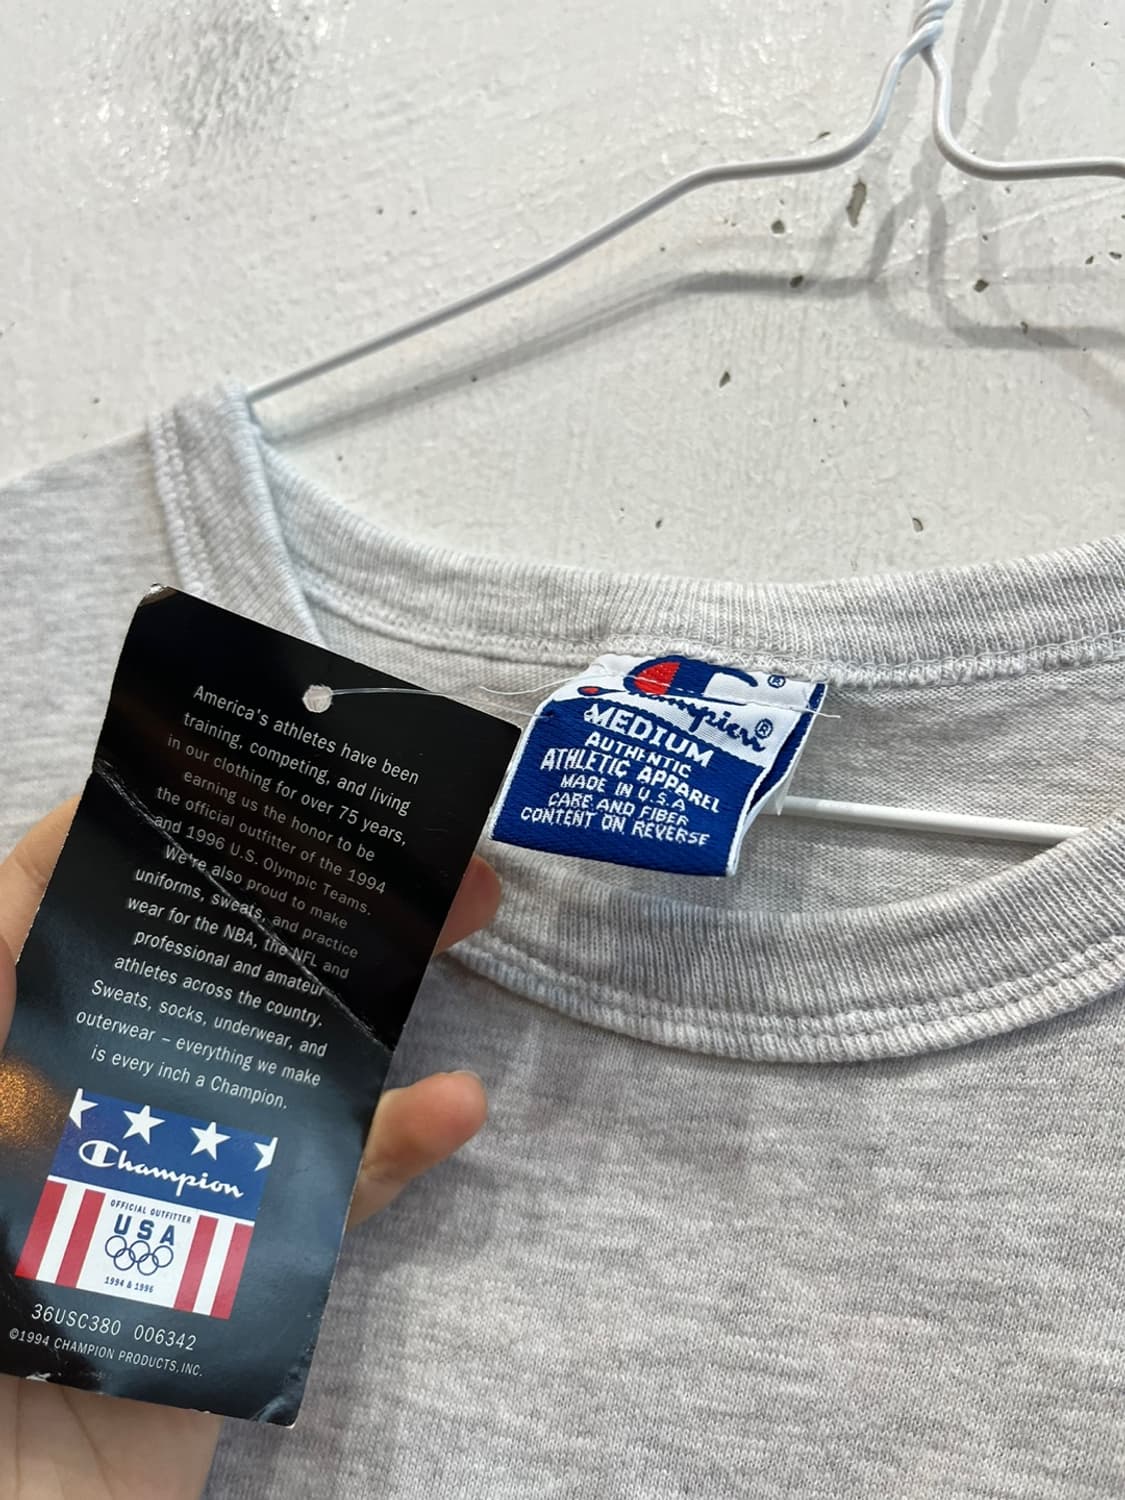 America's athletes have been
training, competing, and living
in our clothing for over 75 years,
earning us the honor to be
the official outfitter of the 1994
and 1996 U.S. Olympic Teams.
We're also proud to make
uniforms, sweats, and practice
wear for the NBA, the NFL and
professional and amateur
athletes across the country.
Sweats, socks, underwear, and
outerwear – everything we make
is every inch a Champion.
Champion
OFFICIAL OUTFITTER
USA
1994 & 1996
36USC380 006342
©1994 CHAMPION PRODUCTS, INC.
®
Champion®
MEDIUM
AUTHENTIC
ATHLETIC APPAREL
MADE IN U.S.A
CARE AND FIBER
CONTENT ON REVERSE